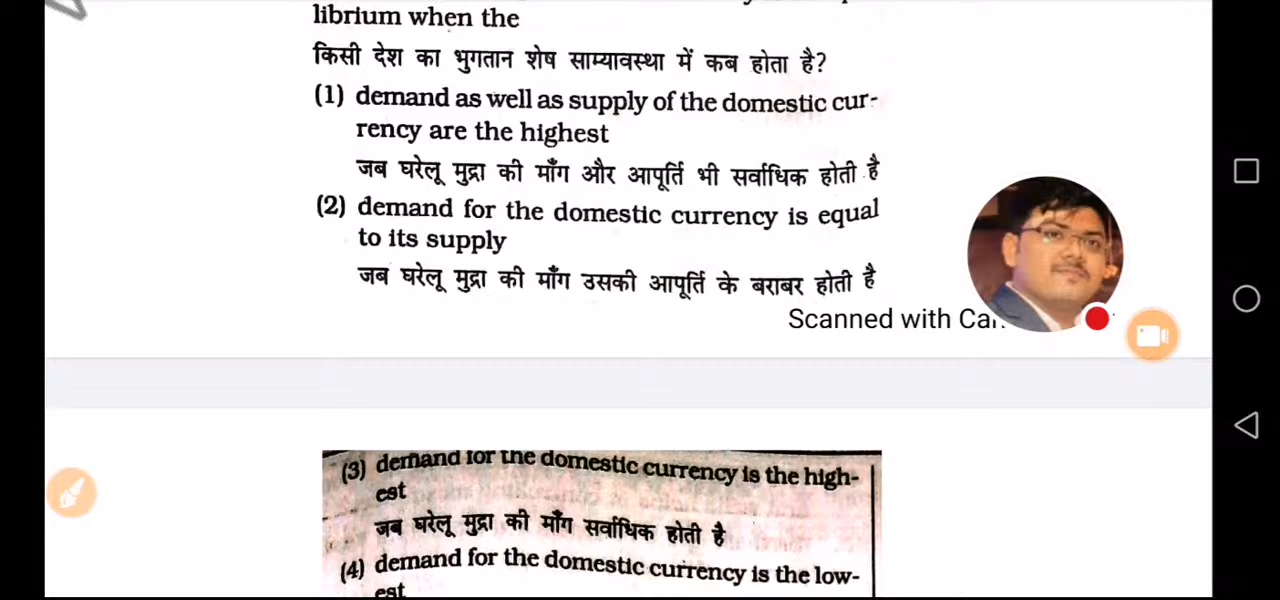 librium when the
किसी देश का भुगतान शेष साम्यावस्था में कब होता है?
(1) demand as well as supply of the domestic cur-
rency are the highest
जब घरेलू मुद्रा की माँग और आपूर्ति भी सर्वाधिक होती है
(2) demand for the domestic currency is equal
to its supply
जब घरेलू मुद्रा की माँग उसकी आपूर्ति के बराबर होती है
Scanned with
(3) demand for the domestic currency is the high-
est
जब घरेलू मुद्रा की माँग सर्वाधिक होती है
(4) demand for the domestic currency is the low-
est